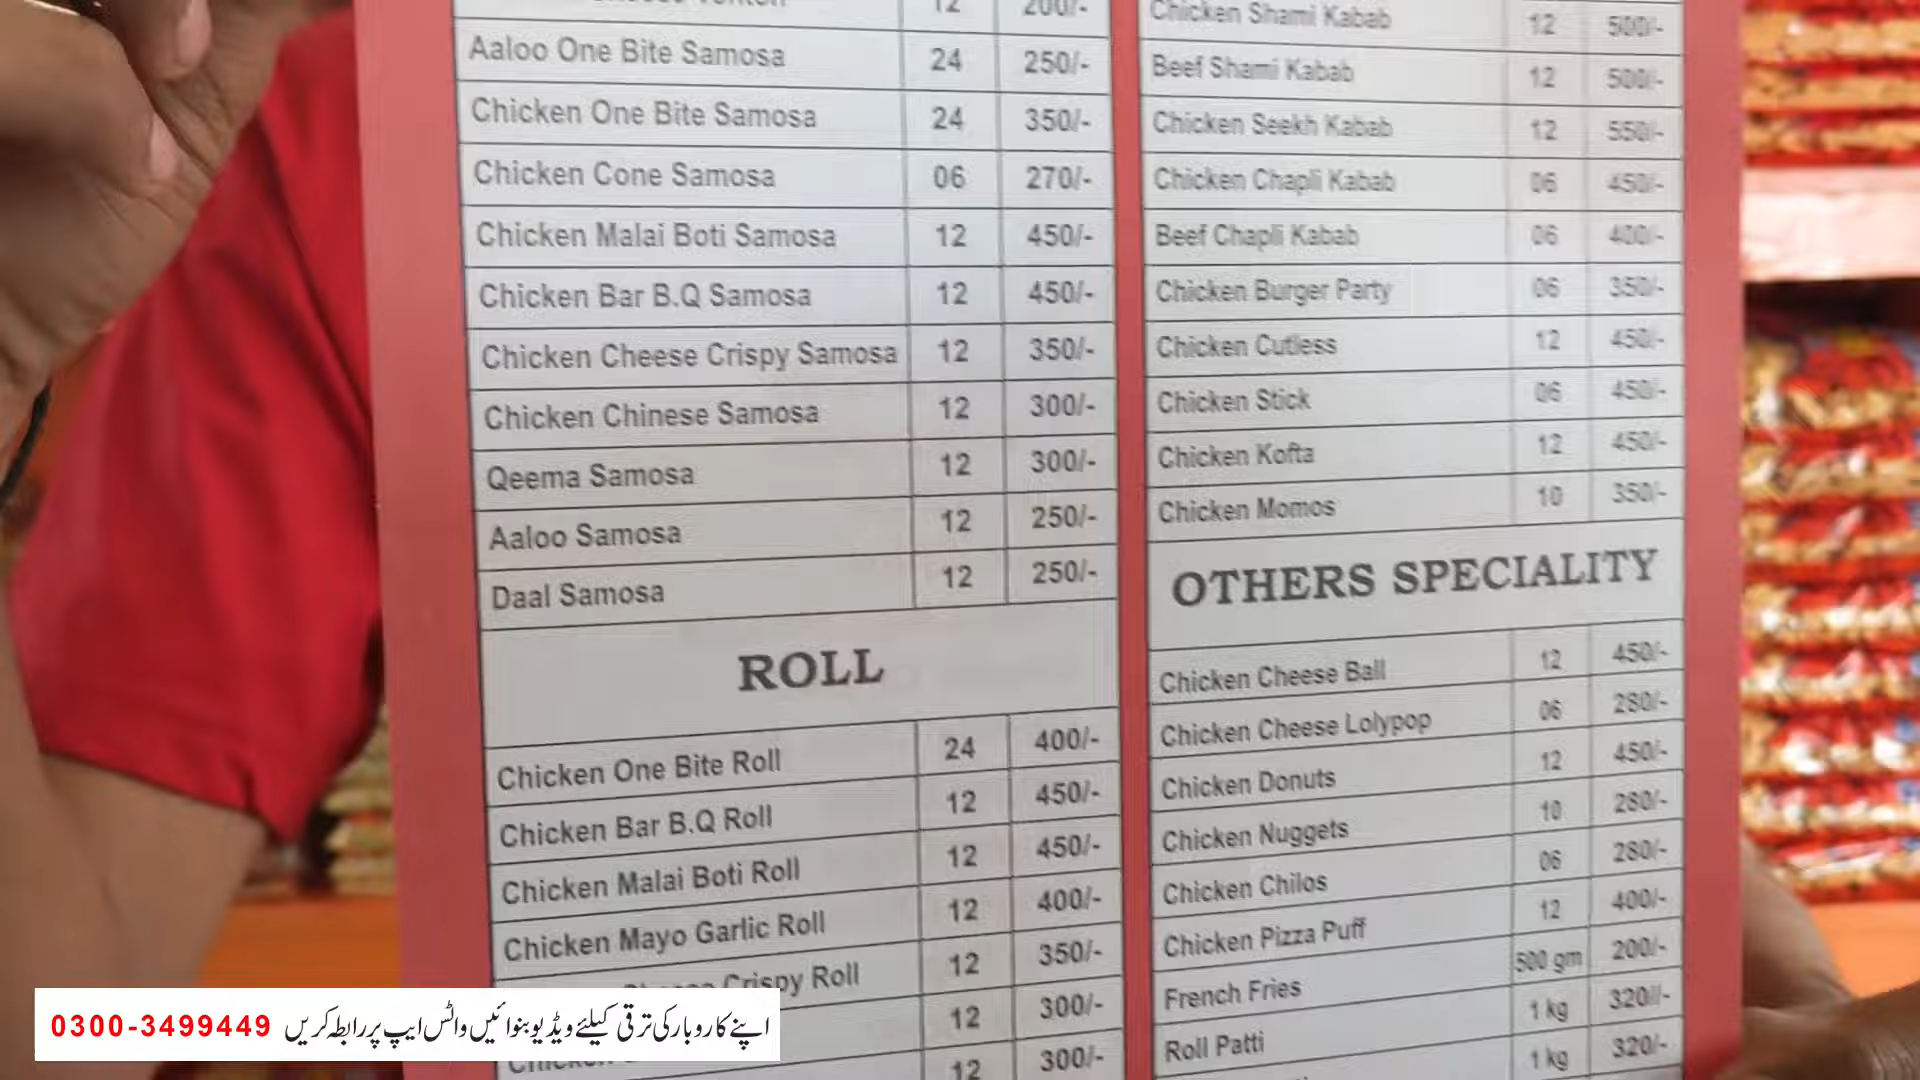 12 200/-
Aaloo One Bite Samosa 24 250/-
Chicken One Bite Samosa 24 350/-
Chicken Cone Samosa 06 270/-
Chicken Malai Boti Samosa 12 450/-
Chicken Bar B.Q Samosa 12 450/-
Chicken Cheese Crispy Samosa 12 350/-
Chicken Chinese Samosa 12 300/-
Qeema Samosa 12 300/-
Aaloo Samosa 12 250/-
Daal Samosa 12 250/-
ROLL
Chicken One Bite Roll 24 400/-
Chicken Bar B.Q Roll 12 450/-
Chicken Malai Boti Roll 12 450/-
Chicken Mayo Garlic Roll 12 400/-
Crispy Roll 12 350/-
12 300/-
12 300/-
Chicken Shami Kabab 12 500/-
Beef Shami Kabab 12 500/-
Chicken Seekh Kabab 12 550/-
Chicken Chapli Kabab 06 450/-
Beef Chapli Kabab 06 400/-
Chicken Burger Party 06 350/-
Chicken Cutless 12 450/-
Chicken Stick 06 450/-
Chicken Kofta 12 450/-
Chicken Momos 10 350/-
OTHERS SPECIALITY
Chicken Cheese Ball 12 450/-
Chicken Cheese Lolypop 06 280/-
Chicken Donuts 12 450/-
Chicken Nuggets 10 280/-
Chicken Chilos 06 280/-
Chicken Pizza Puff 12 400/-
French Fries 500 gm 200/-
Roll Patti 1 kg 320//-
1 kg 320/-
اپنے کاروبار کی ترقی کیلئے ویڈیو بنوائیں واٹس ایپ پر رابطہ کریں 0300-3499449